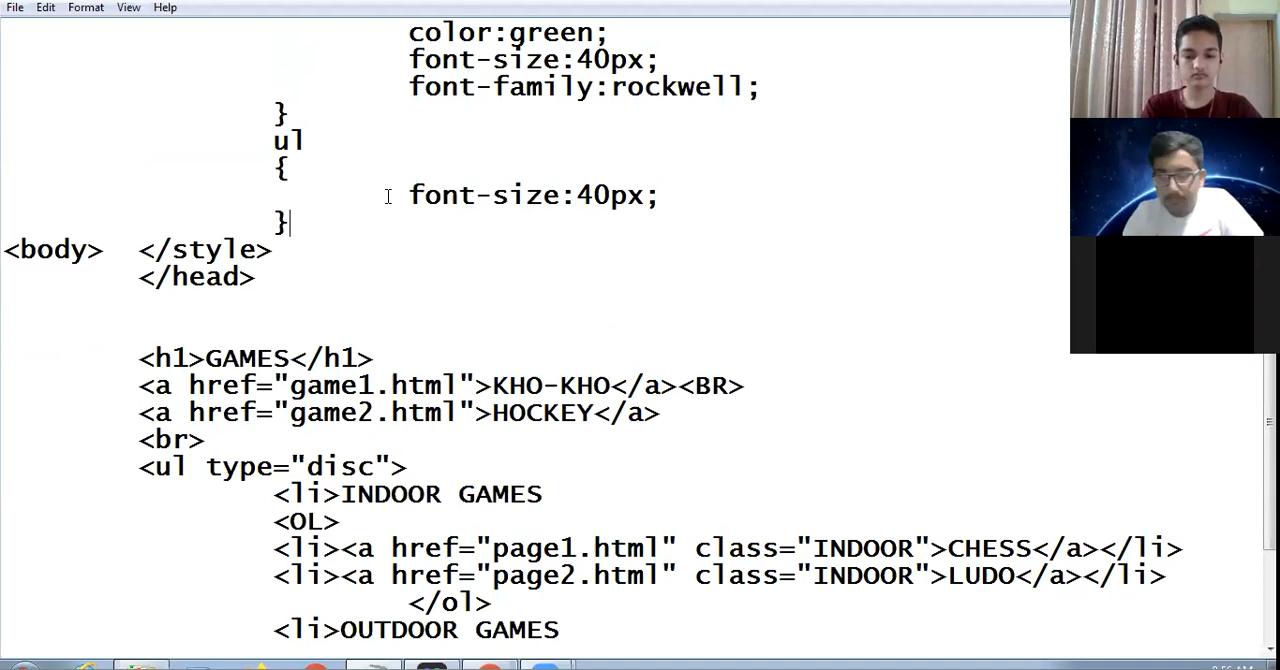 File Edit Format View Help
color:green;
font-size:40px;
font-family:rockwell;
}
ul
{
font-size:40px;
}
<body> </style>
</head>
<h1>GAMES</h1>
<a href="game1.html">KHO-KHO</a><BR>
<a href="game2.html">HOCKEY</a>
<br>
<ul type="disc">
<li>INDOOR GAMES
<OL>
<li><a href="page1.html" class="INDOOR">CHESS</a></li>
<li><a href="page2.html" class="INDOOR">LUDO</a></li>
</ol>
<li>OUTDOOR GAMES